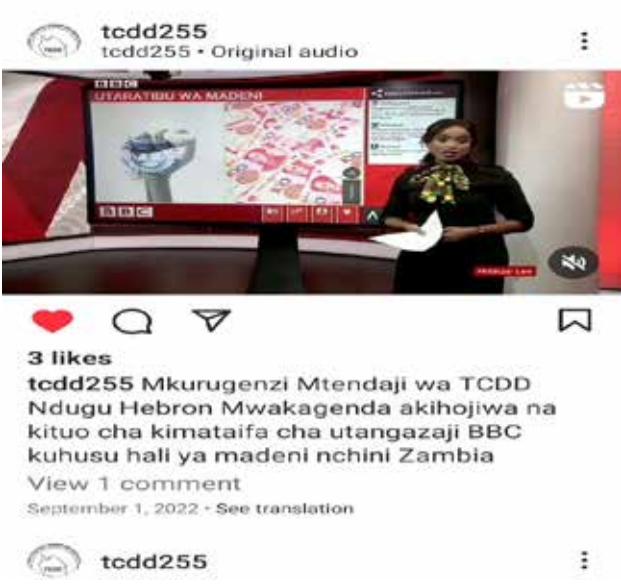 tcdd255
tcdd255 • Original audio
BBC
UTARATIBU WA MADENI
BBC
3 likes
tcdd255 Mkurugenzi Mtendaji wa TCDD
Ndugu Hebron Mwakagenda akihojiwa na
kituo cha kimataifa cha utangazaji BBC
kuhusu hali ya madeni nchini Zambia
View 1 comment
September 1, 2022 • See translation
tcdd255